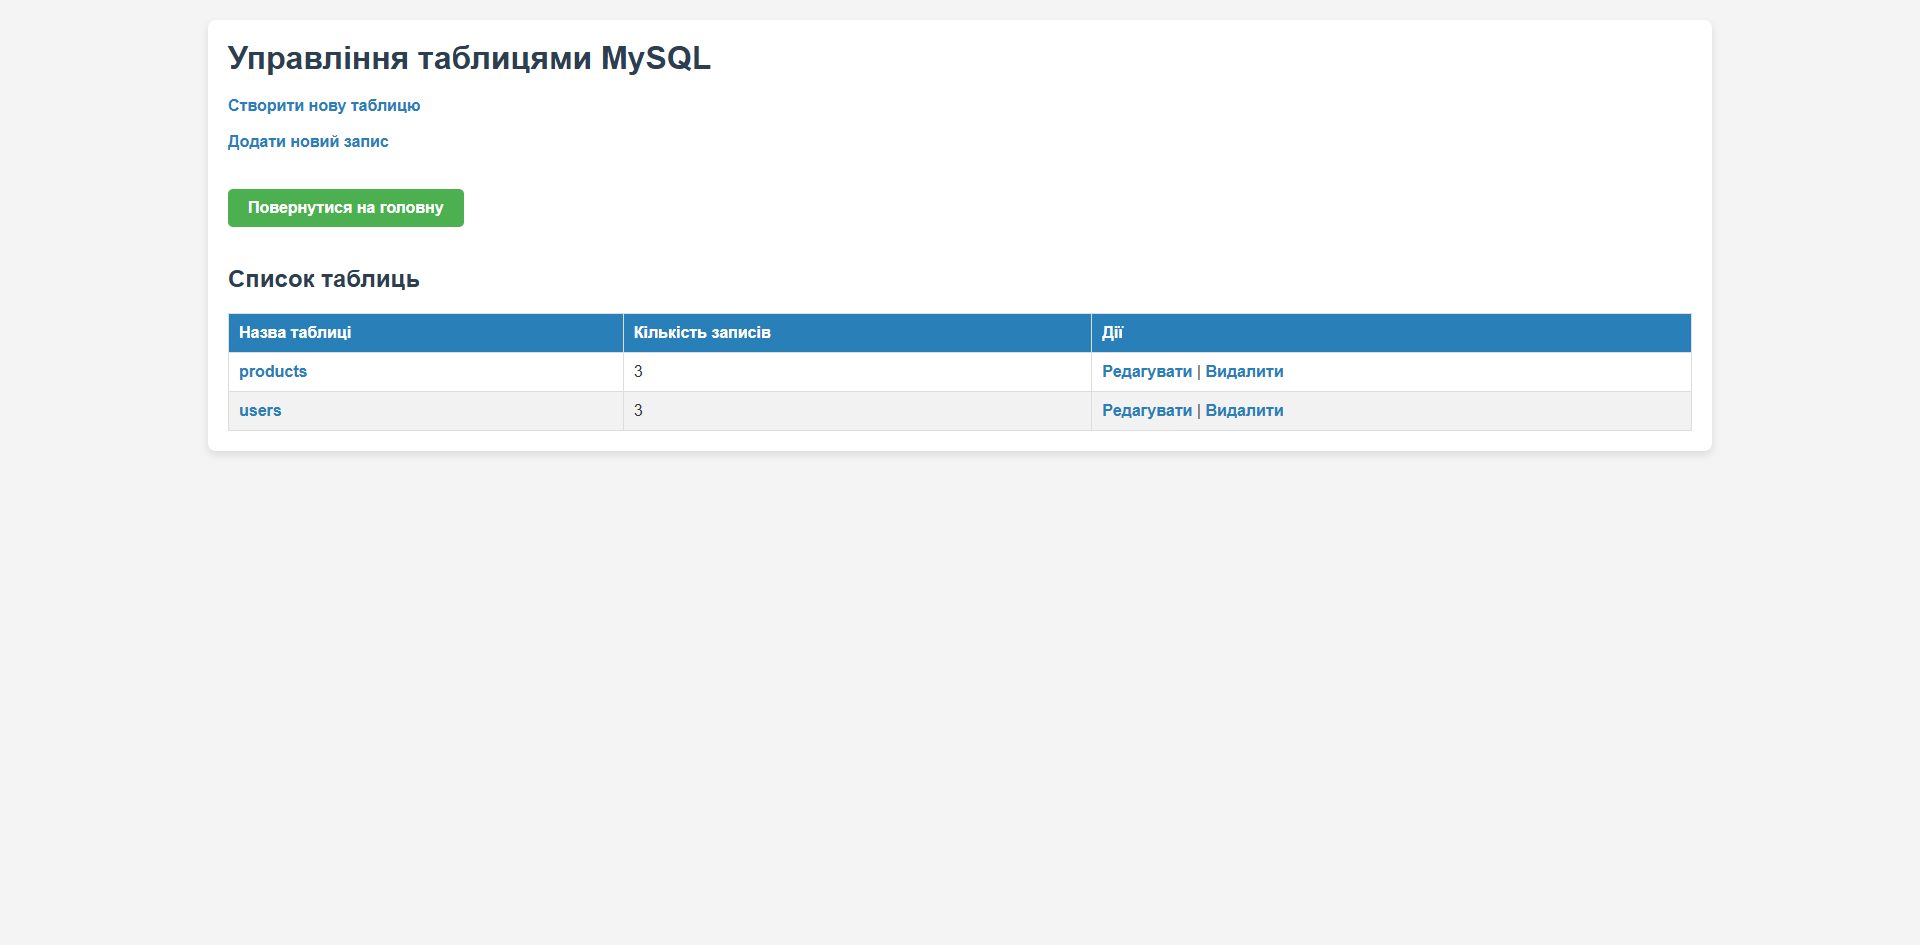 Управління таблицями MySQL
Створити нову таблицю
Додати новий запис
Повернутися на головну
Список таблиць
Назва таблиці Кількість записів Дії
products 3 Редагувати | Видалити
users 3 Редагувати | Видалити